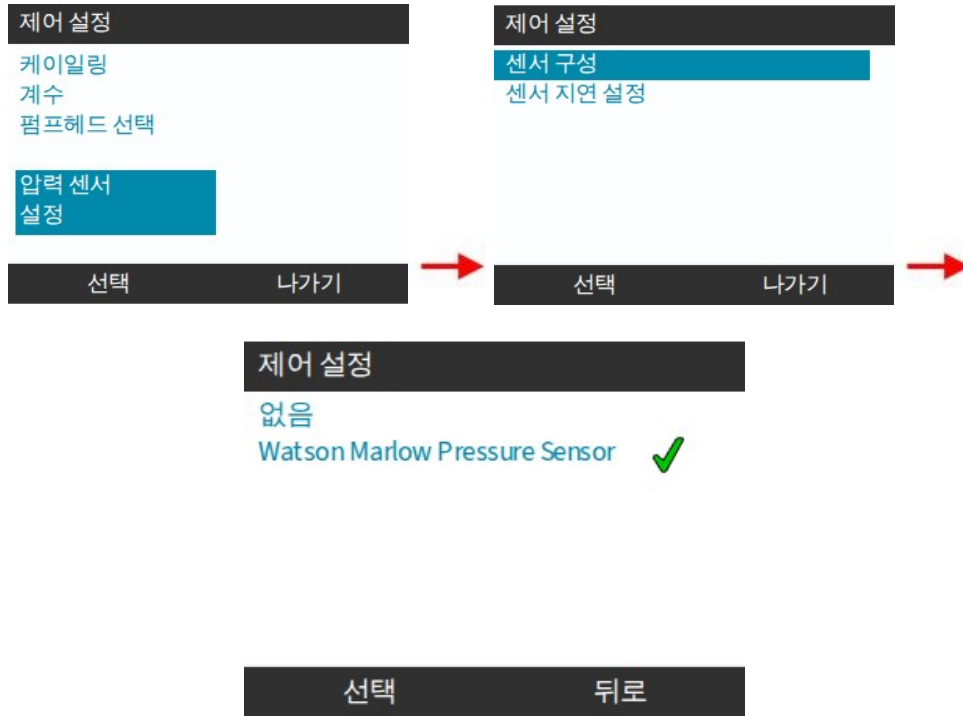 제어 설정
케이일링
계수
펌프헤드 선택
압력 센서
설정
선택 나가기
제어 설정
센서 구성
센서 지연 설정
선택 나가기
제어 설정
없음
Watson Marlow Pressure Sensor
선택 뒤로